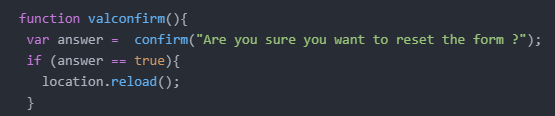 function valconfirm(){
var answer =  confirm("Are you sure you want to reset the form ?");
if (answer == true){
location.reload();
}